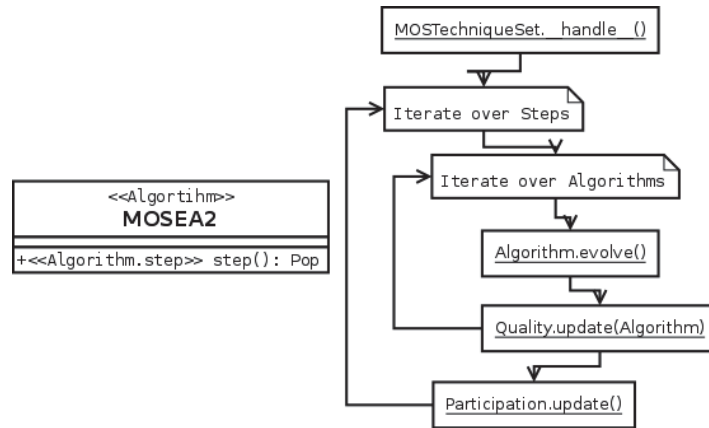 MOSTechniqueSet.__handle__()
Iterate over Steps
Iterate over Algorithms
<<Algortihm>>
MOSEA2
+<<Algorithm.step>> step(): Pop
Algorithm.evolve()
Quality.update(Algorithm)
Participation.update()